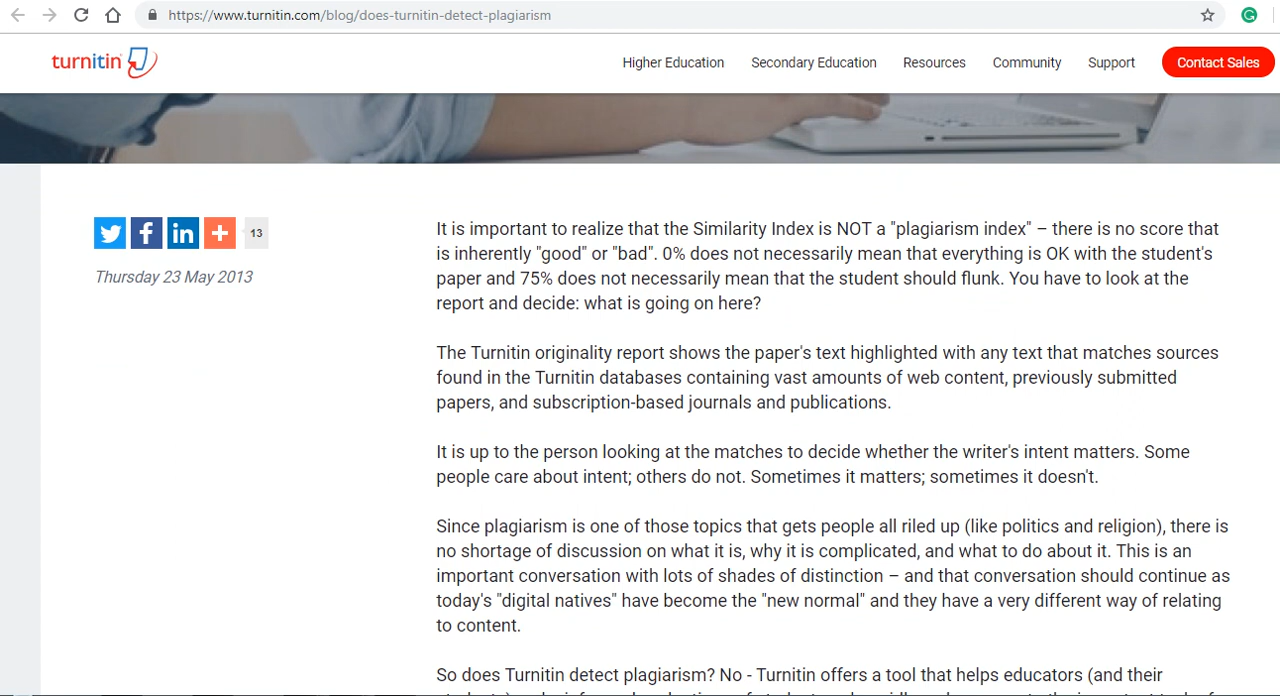 https://www.turnitin.com/blog/does-turnitin-detect-plagiarism
turnitin
Higher Education Secondary Education Resources Community Support Contact Sales
13
Thursday 23 May 2013
It is important to realize that the Similarity Index is NOT a "plagiarism index" – there is no score that
is inherently "good" or "bad". 0% does not necessarily mean that everything is OK with the student's
paper and 75% does not necessarily mean that the student should flunk. You have to look at the
report and decide: what is going on here?
The Turnitin originality report shows the paper's text highlighted with any text that matches sources
found in the Turnitin databases containing vast amounts of web content, previously submitted
papers, and subscription-based journals and publications.
It is up to the person looking at the matches to decide whether the writer's intent matters. Some
people care about intent; others do not. Sometimes it matters; sometimes it doesn't.
Since plagiarism is one of those topics that gets people all riled up (like politics and religion), there is
no shortage of discussion on what it is, why it is complicated, and what to do about it. This is an
important conversation with lots of shades of distinction – and that conversation should continue as
today's "digital natives" have become the "new normal" and they have a very different way of relating
to content.
So does Turnitin detect plagiarism? No - Turnitin offers a tool that helps educators (and their